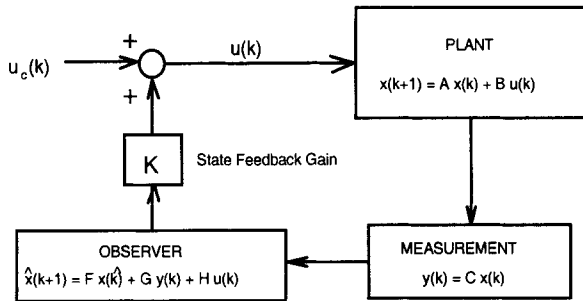 +
u(k)
u_c(k)
+
PLANT
x(k+1) = A x(k) + B u(k)
K
State Feedback Gain
OBSERVER
x̂(k+1) = F x(k̂) + G y(k) + H u(k)
MEASUREMENT
y(k) = C x(k)